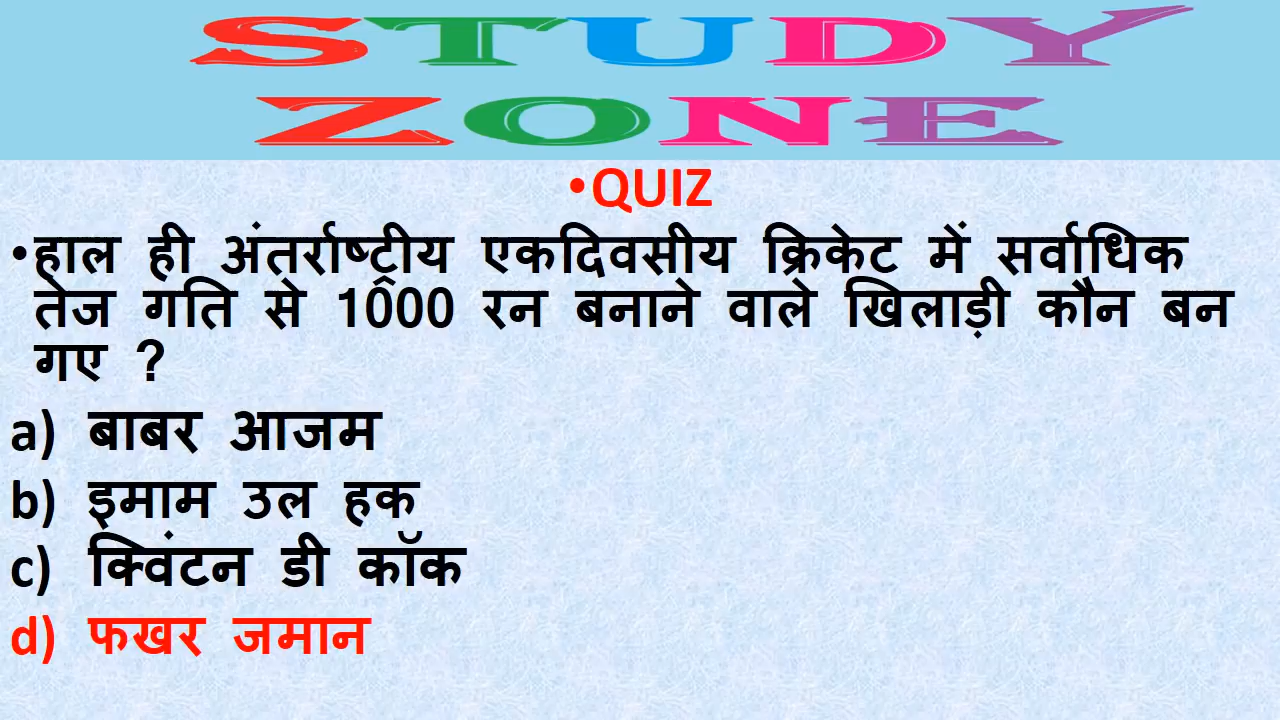 STUDY
ZONE
•QUIZ
•हाल ही अंतर्राष्ट्रीय एकदिवसीय क्रिकेट में सर्वाधिक
तेज गति से 1000 रन बनाने वाले खिलाड़ी कौन बन
गए ?
a) बाबर आजम
b) इमाम उल हक
c) क्विंटन डी कॉक
d) फखर जमान